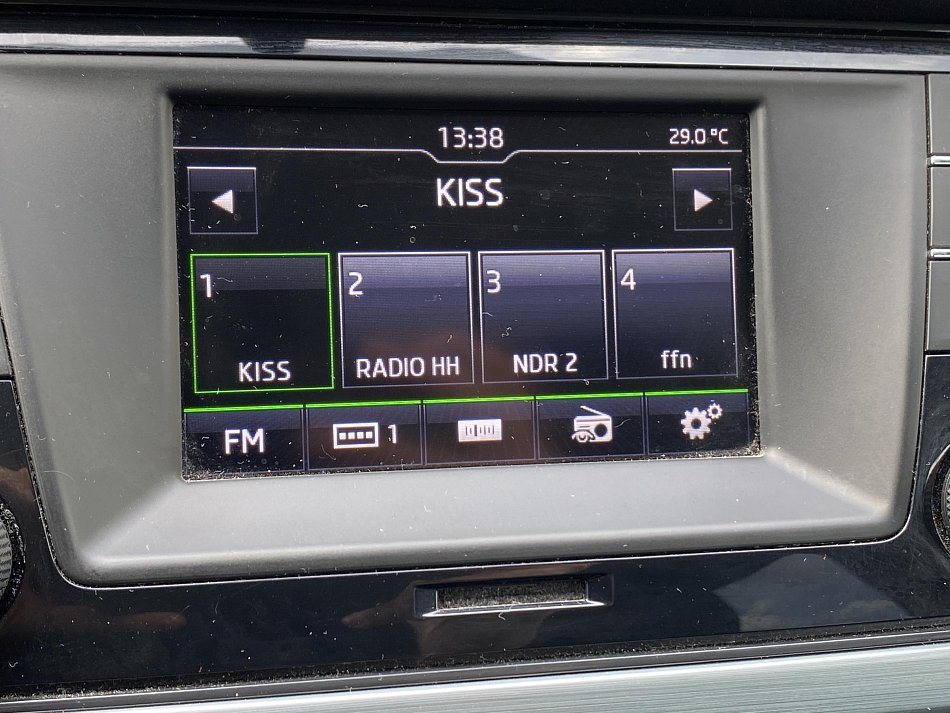 13:38
29.0 °C
KISS
1
2
3
4
KISS
RADIO HH
NDR 2
ffn
FM
1